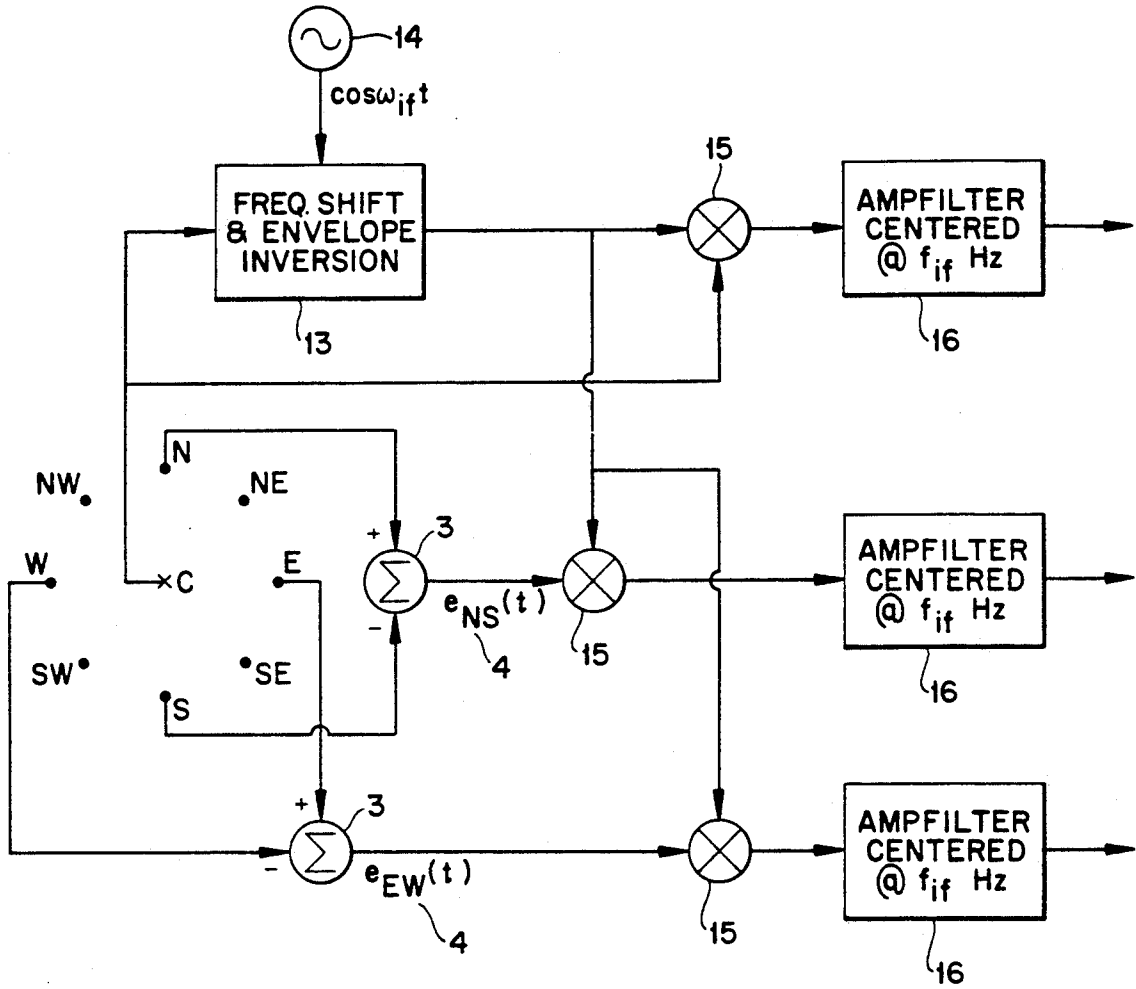 14
cosω_if t
FREQ. SHIFT
& ENVELOPE
INVERSION
13
15
AMPFILTER
CENTERED
@ f_if Hz
16
N
NW
NE
W
C
E
SW
SE
S
+
3
-
e_NS(t)
4
15
AMPFILTER
CENTERED
@ f_if Hz
16
+
3
-
e_EW(t)
4
15
AMPFILTER
CENTERED
@ f_if Hz
16